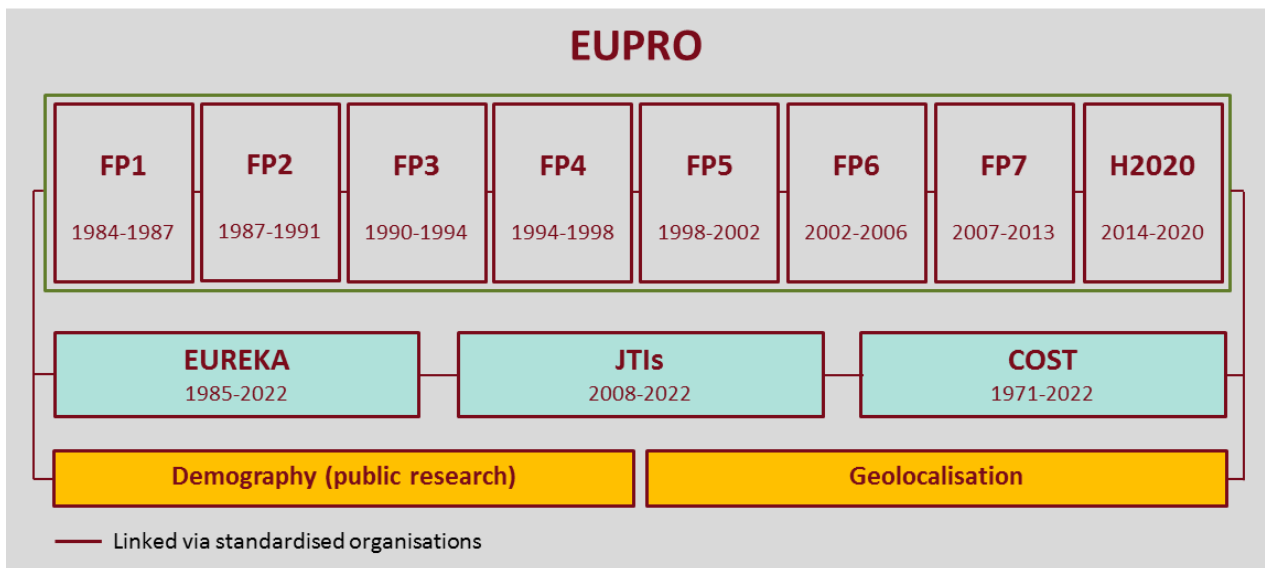 EUPRO
FP1
1984-1987
FP2
1987-1991
FP3
1990-1994
FP4
1994-1998
FP5
1998-2002
FP6
2002-2006
FP7
2007-2013
H2020
2014-2020
EUREKA
1985-2022
JTIs
2008-2022
COST
1971-2022
Demography (public research)
Geolocalisation
Linked via standardised organisations